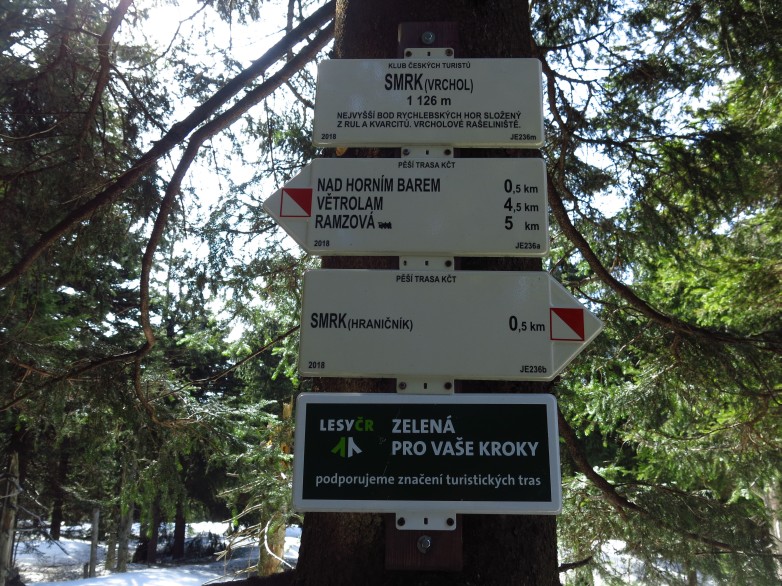 KLUB ČESKÝCH TURISTŮ
SMRK (VRCHOL)
1 126 m
NEJVYŠŠÍ BOD RYCHLEBSKÝCH HOR SLOŽENÝ
Z RUL A KVARCITŮ. VRCHOLOVÉ RAŠELINIŠTĚ.
2018 JE236m
PĚŠÍ TRASA KČT
NAD HORNÍM BAREM 0,5 km
VĚTROLAM 4,5 km
RAMZOVÁ 5 km
2018 JE236a
PĚŠÍ TRASA KČT
SMRK (HRANIČNÍK) 0,5 km
2018 JE236b
LESY ČR
ZELENÁ
PRO VAŠE KROKY
podporujeme značení turistických tras